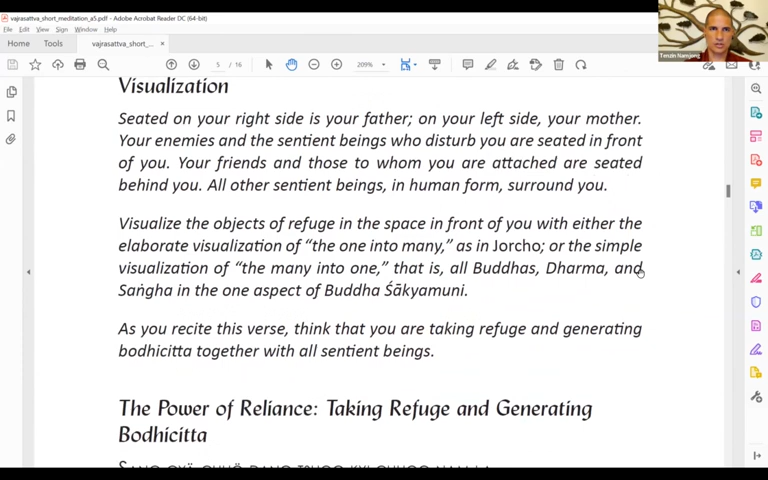 vajrasattva_short_meditation_a5.pdf - Adobe Acrobat Reader DC (64-bit)
File Edit View Sign Window Help
Home Tools vajrasattva_short_... ×
5 / 16 209%
Tenzin Namjong
Visualization
Seated on your right side is your father; on your left side, your mother.
Your enemies and the sentient beings who disturb you are seated in front
of you. Your friends and those to whom you are attached are seated
behind you. All other sentient beings, in human form, surround you.
Visualize the objects of refuge in the space in front of you with either the
elaborate visualization of “the one into many,” as in Jorcho; or the simple
visualization of “the many into one,” that is, all Buddhas, Dharma, and
Saṅgha in the one aspect of Buddha Śākyamuni.
As you recite this verse, think that you are taking refuge and generating
bodhicitta together with all sentient beings.
The Power of Reliance: Taking Refuge and Generating
Bodhicitta